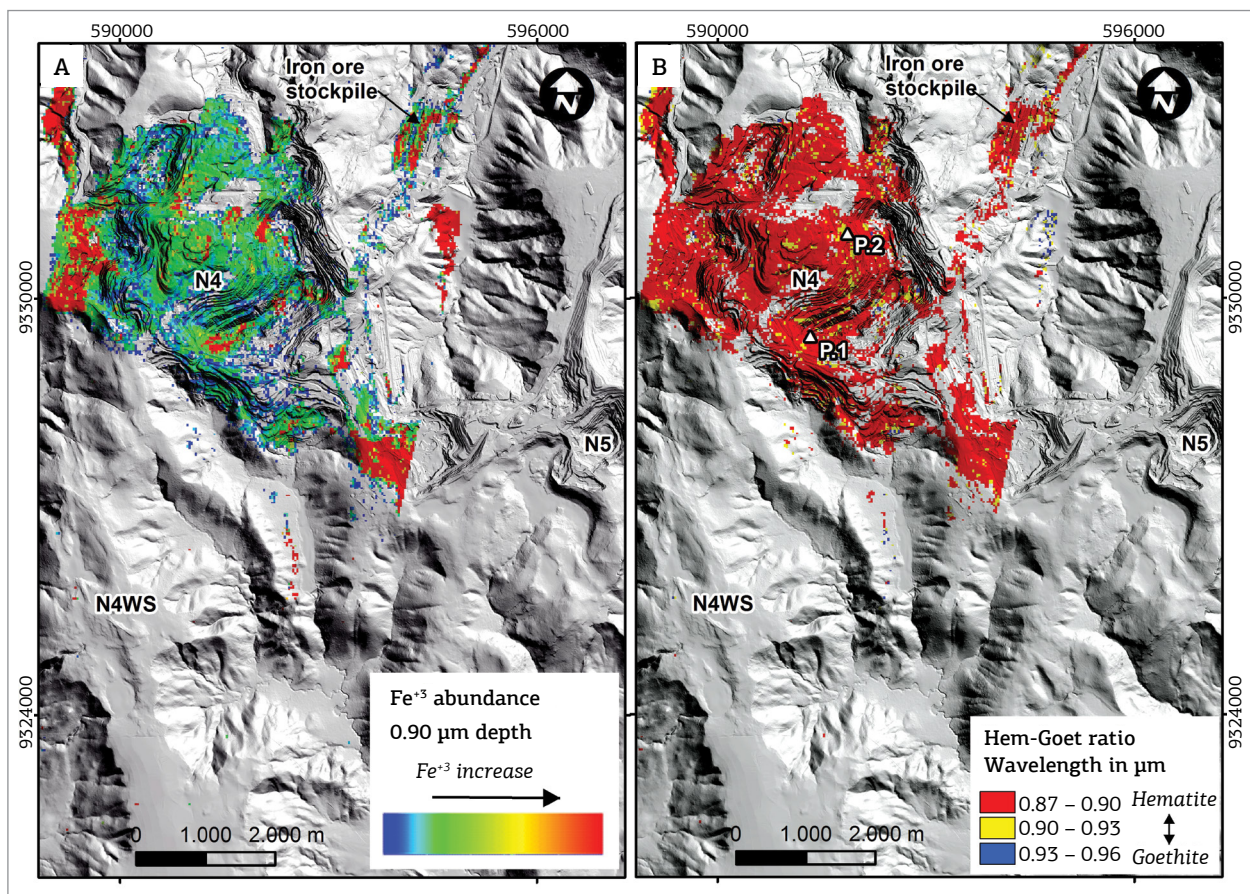 590000
596000
590000
596000
A
Iron ore
stockpile
N
B
Iron ore
stockpile
N
9330000
9330000
N4
P.2
N4
P.1
N5
N5
N4WS
N4WS
9324000
9324000
Fe⁺³ abundance
0.90 µm depth
Fe⁺³ increase
0 1.000 2.000 m
Hem-Goet ratio
Wavelength in µm
0.87 – 0.90 Hematite
0.90 – 0.93
0.93 – 0.96 Goethite
0 1.000 2.000 m